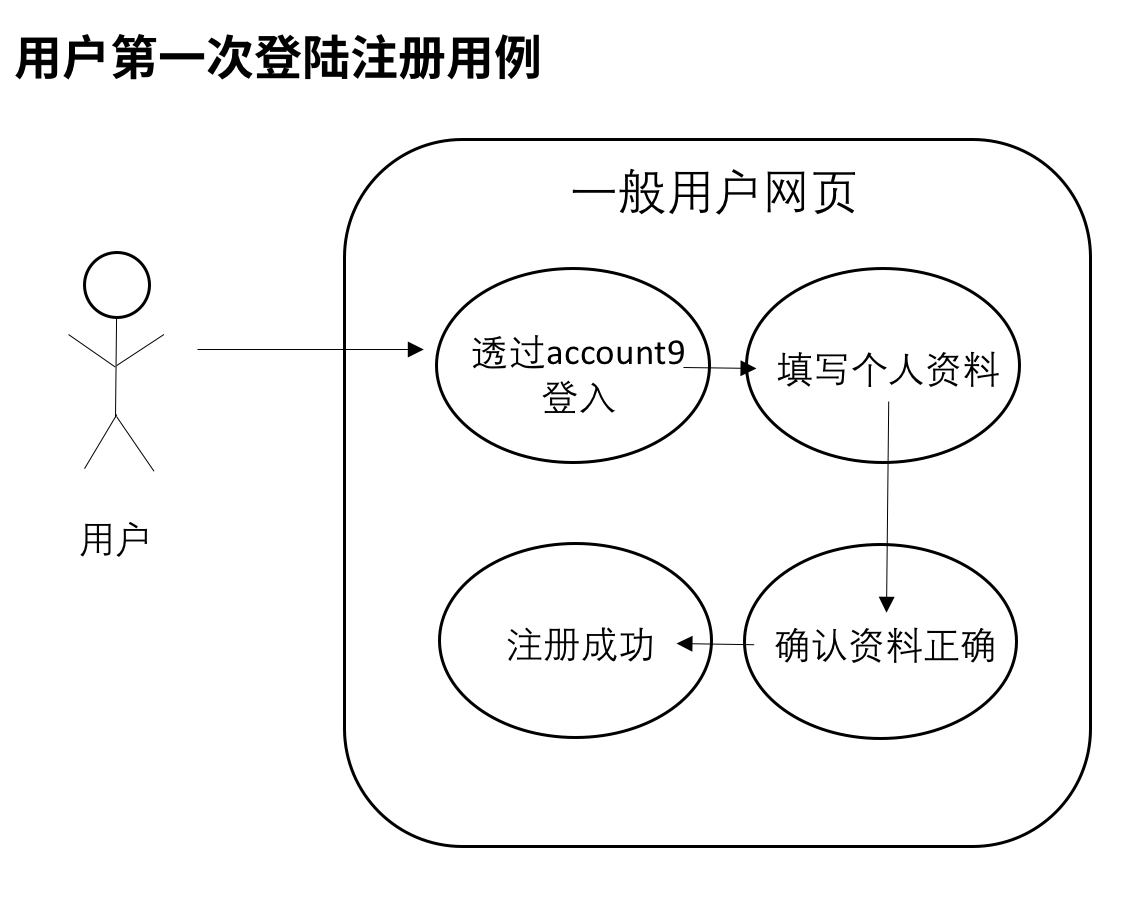 用户第一次登陆注册用例
一般用户网页
透过account9
登入
填写个人资料
用户
注册成功
确认资料正确